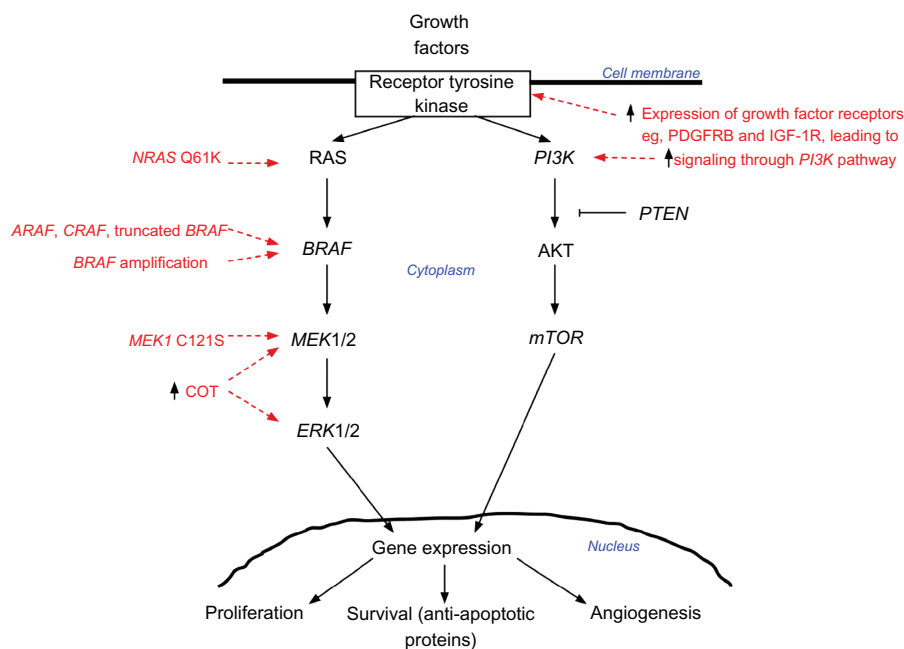 Growth
factors
Cell membrane
Receptor tyrosine
kinase
Expression of growth factor receptors
eg, PDGFRB and IGF-1R, leading to
signaling through PI3K pathway
NRAS Q61K
RAS
PI3K
PTEN
ARAF, CRAF, truncated BRAF
BRAF amplification
BRAF
AKT
Cytoplasm
MEK1 C121S
MEK1/2
mTOR
COT
ERK1/2
Gene expression
Nucleus
Proliferation
Survival (anti-apoptotic
proteins)
Angiogenesis